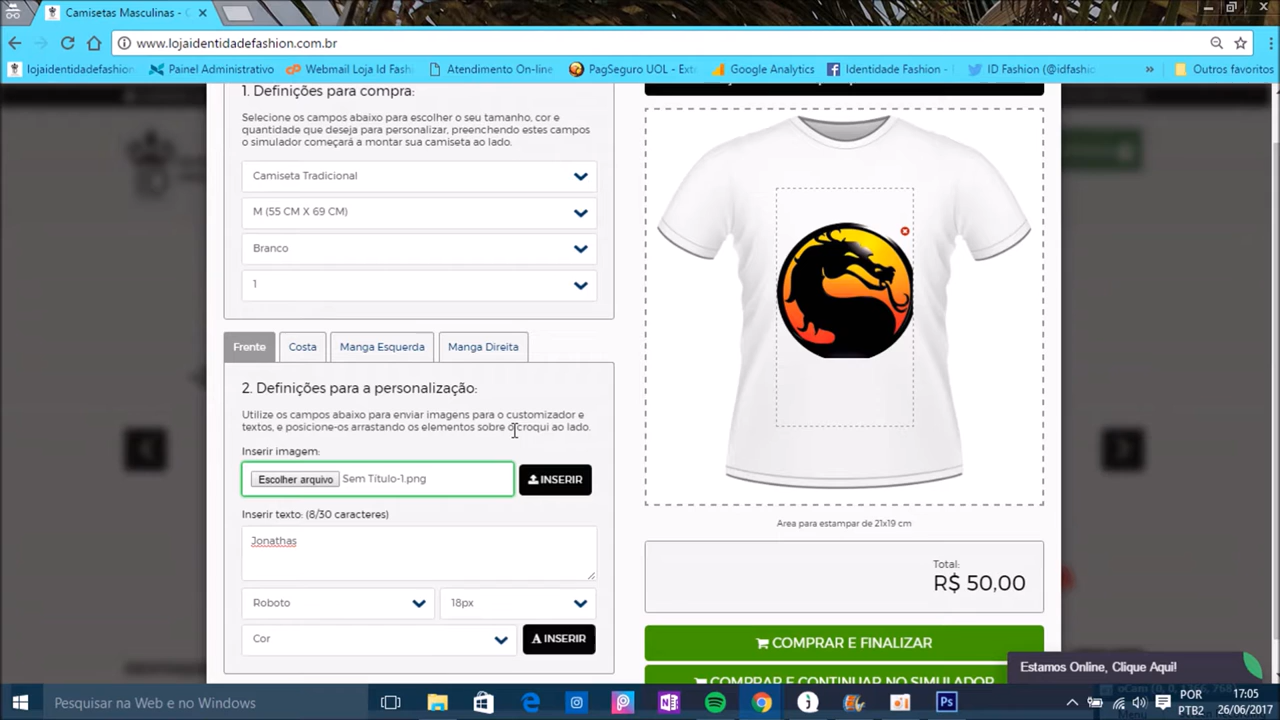 Camisetas Masculinas - C
www.lojaidentidadefashion.com.br
lojaidentidadefashion
Painel Administrativo
Webmail Loja Id Fash
Atendimento On-line
PagSeguro UOL - Ext
Google Analytics
Identidade Fashion -
ID Fashion (@idfashio
»
Outros favoritos
1. Definições para compra:
Selecione os campos abaixo para escolher o seu tamanho, cor e
quantidade que deseja para personalizar, preenchendo estes campos
o simulador começará a montar sua camiseta ao lado.
Camiseta Tradicional
M (55 CM X 69 CM)
Branco
1
Frente
Costa
Manga Esquerda
Manga Direita
2. Definições para a personalização:
Utilize os campos abaixo para enviar imagens para o customizador e
textos, e posicione-os arrastando os elementos sobre o croqui ao lado.
Inserir imagem:
Escolher arquivo
Sem Título-1.png
INSERIR
Inserir texto: (8/30 caracteres)
Jonathas
Roboto
18px
Cor
A INSERIR
Area para estampar de 21x19 cm
Total:
R$ 50,00
COMPRAR E FINALIZAR
COMPRAR E CONTINUAR NO SIMULADOR
Estamos Online, Clique Aqui!
Pesquisar na Web e no Windows
POR
PTB2
17:05
26/06/2017